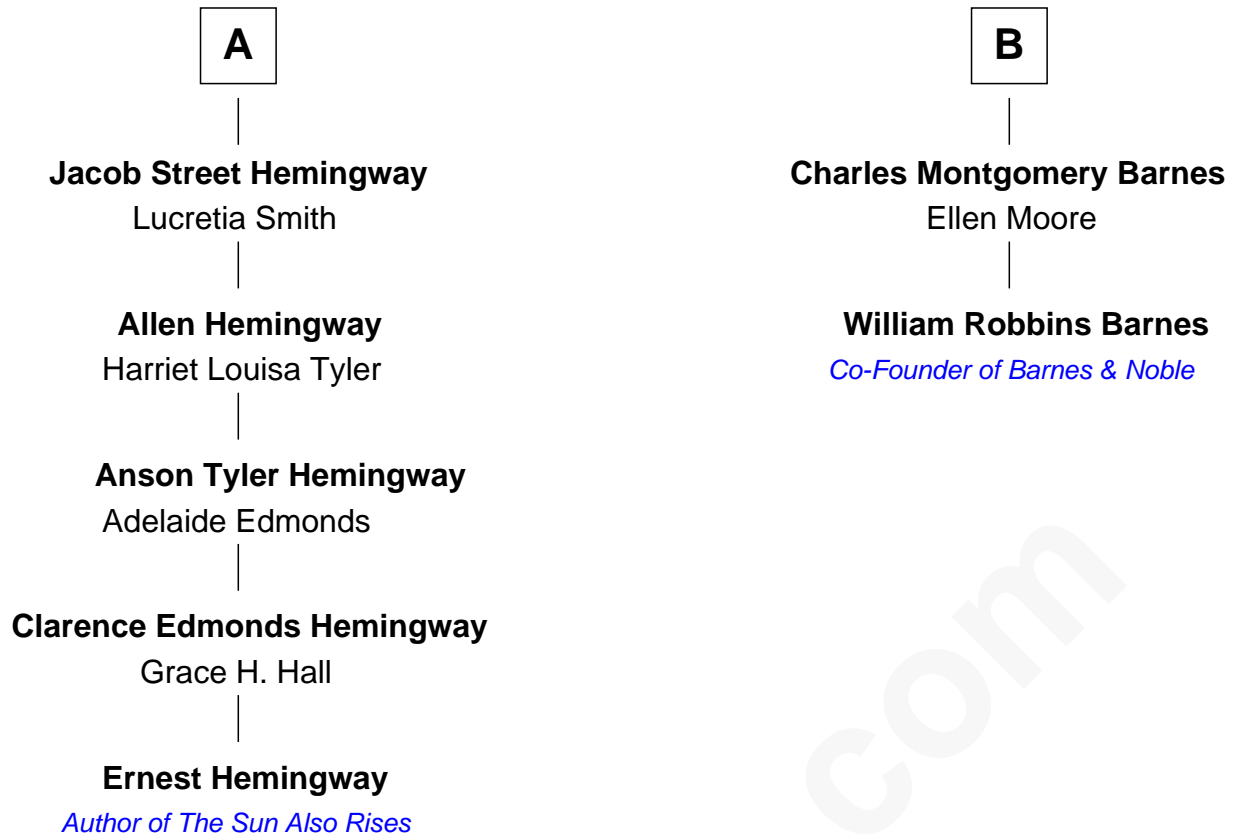 A
Jacob Street Hemingway
Lucretia Smith
Allen Hemingway
Harriet Louisa Tyler
Anson Tyler Hemingway
Adelaide Edmonds
Clarence Edmonds Hemingway
Grace H. Hall
Ernest Hemingway
Author of The Sun Also Rises
B
Charles Montgomery Barnes
Ellen Moore
William Robbins Barnes
Co-Founder of Barnes & Noble
com